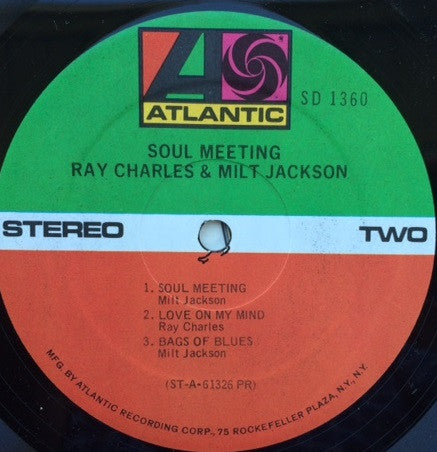 ATLANTIC
SD 1360
SOUL MEETING
RAY CHARLES & MILT JACKSON
STEREO
TWO
1. SOUL MEETING
Milt Jackson
2. LOVE ON MY MIND
Ray Charles
3. BAGS OF BLUES
Milt Jackson
(ST-A-61326 PR)
MFG. BY ATLANTIC RECORDING CORP., 75 ROCKEFELLER PLAZA, N.Y., N.Y.